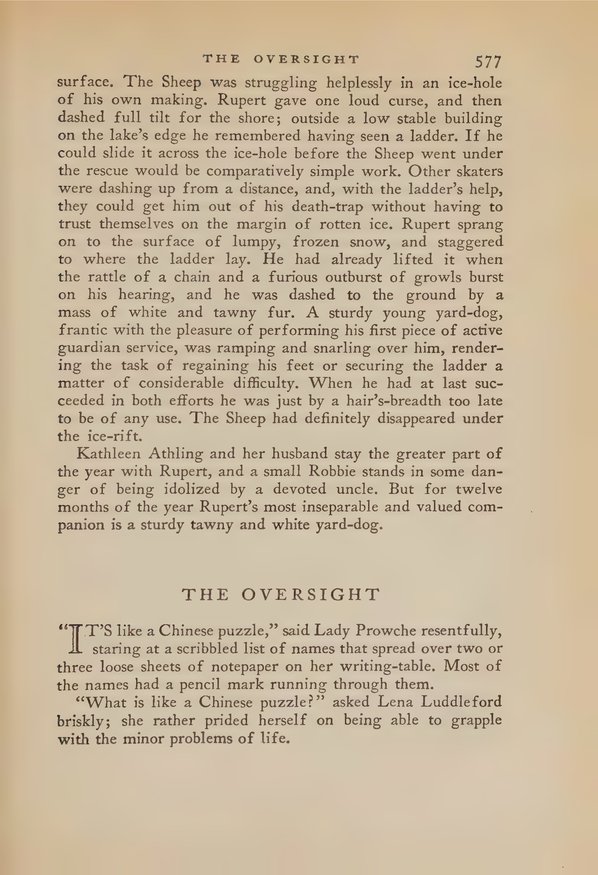 THE OVERSIGHT 577
surface. The Sheep was struggling helplessly in an ice-hole
of his own making. Rupert gave one loud curse, and then
dashed full tilt for the shore; outside a low stable building
on the lake's edge he remembered having seen a ladder. If he
could slide it across the ice-hole before the Sheep went under
the rescue would be comparatively simple work. Other skaters
were dashing up from a distance, and, with the ladder's help,
they could get him out of his death-trap without having to
trust themselves on the margin of rotten ice. Rupert sprang
on to the surface of lumpy, frozen snow, and staggered
to where the ladder lay. He had already lifted it when
the rattle of a chain and a furious outburst of growls burst
on his hearing, and he was dashed to the ground by a
mass of white and tawny fur. A sturdy young yard-dog,
frantic with the pleasure of performing his first piece of active
guardian service, was ramping and snarling over him, render-
ing the task of regaining his feet or securing the ladder a
matter of considerable difficulty. When he had at last suc-
ceeded in both efforts he was just by a hair's-breadth too late
to be of any use. The Sheep had definitely disappeared under
the ice-rift.
Kathleen Athling and her husband stay the greater part of
the year with Rupert, and a small Robbie stands in some dan-
ger of being idolized by a devoted uncle. But for twelve
months of the year Rupert's most inseparable and valued com-
panion is a sturdy tawny and white yard-dog.
THE OVERSIGHT
"IT'S like a Chinese puzzle," said Lady Prowche resentfully,
staring at a scribbled list of names that spread over two or
three loose sheets of notepaper on her writing-table. Most of
the names had a pencil mark running through them.
"What is like a Chinese puzzle?" asked Lena Luddleford
briskly; she rather prided herself on being able to grapple
with the minor problems of life.